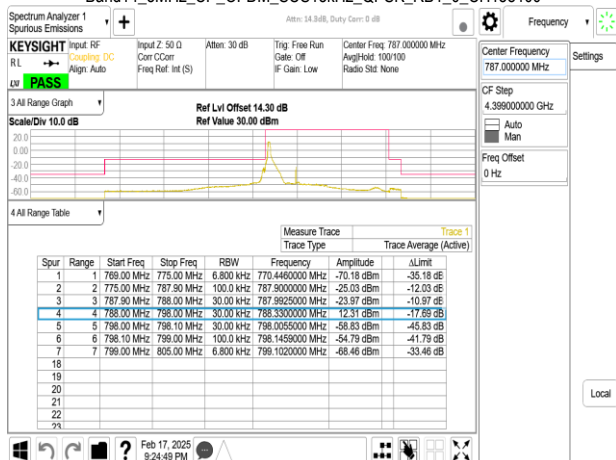 Spectrum Analyzer 1
Spurious Emissions
Attn: 14.3dB, Duty Corr: 0 dB
Frequency
KEYSIGHT
RL
PASS
Input: RF
Coupling: DC
Align: Auto
Input Z: 50 Ω
Corr CCorr
Freq Ref: Int (S)
Atten: 30 dB
Trig: Free Run
Gate: Off
IF Gain: Low
Center Freq: 787.000000 MHz
Avg|Hold: 100/100
Radio Std: None
Center Frequency
787.000000 MHz
Settings
CF Step
4.399000000 GHz
Auto
Man
Freq Offset
0 Hz
3 All Range Graph
Scale/Div 10.0 dB
Ref Lvl Offset 14.30 dB
Ref Value 30.00 dBm
20.0
0.00
-20.0
-40.0
-60.0
4 All Range Table
Measure Trace Trace 1
Trace Type Trace Average (Active)
Spur Range Start Freq Stop Freq RBW Frequency Amplitude ΔLimit
1 1 769.00 MHz 775.00 MHz 6.800 kHz 770.4460000 MHz -70.18 dBm -35.18 dB
2 2 775.00 MHz 787.90 MHz 100.0 kHz 787.9000000 MHz -25.03 dBm -12.03 dB
3 3 787.90 MHz 788.00 MHz 30.00 kHz 787.9925000 MHz -23.97 dBm -10.97 dB
4 4 788.00 MHz 798.00 MHz 30.00 kHz 788.3300000 MHz 12.31 dBm -17.69 dB
5 5 798.00 MHz 798.10 MHz 30.00 kHz 798.0055000 MHz -58.83 dBm -45.83 dB
6 6 798.10 MHz 799.00 MHz 100.0 kHz 798.1459000 MHz -54.79 dBm -41.79 dB
7 7 799.00 MHz 805.00 MHz 6.800 kHz 799.1020000 MHz -68.46 dBm -33.46 dB
18
19
20
21
22
23
Local
Feb 17, 2025
9:24:49 PM